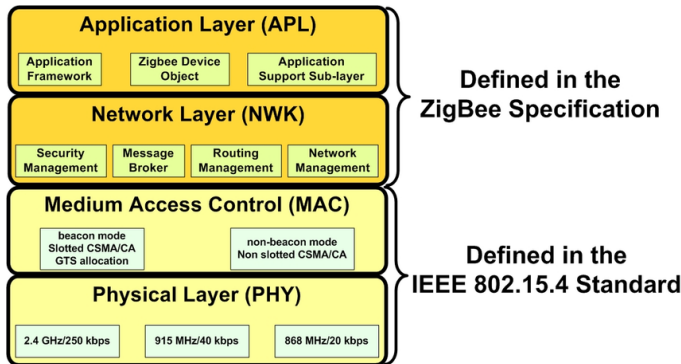 Application Layer (APL)
Application
Framework
Zigbee Device
Object
Application
Support Sub-layer
Defined in the
ZigBee Specification
Network Layer (NWK)
Security
Management
Message
Broker
Routing
Management
Network
Management
Medium Access Control (MAC)
beacon mode
Slotted CSMA/CA
GTS allocation
non-beacon mode
Non slotted CSMA/CA
Defined in the
IEEE 802.15.4 Standard
Physical Layer (PHY)
2.4 GHz/250 kbps
915 MHz/40 kbps
868 MHz/20 kbps